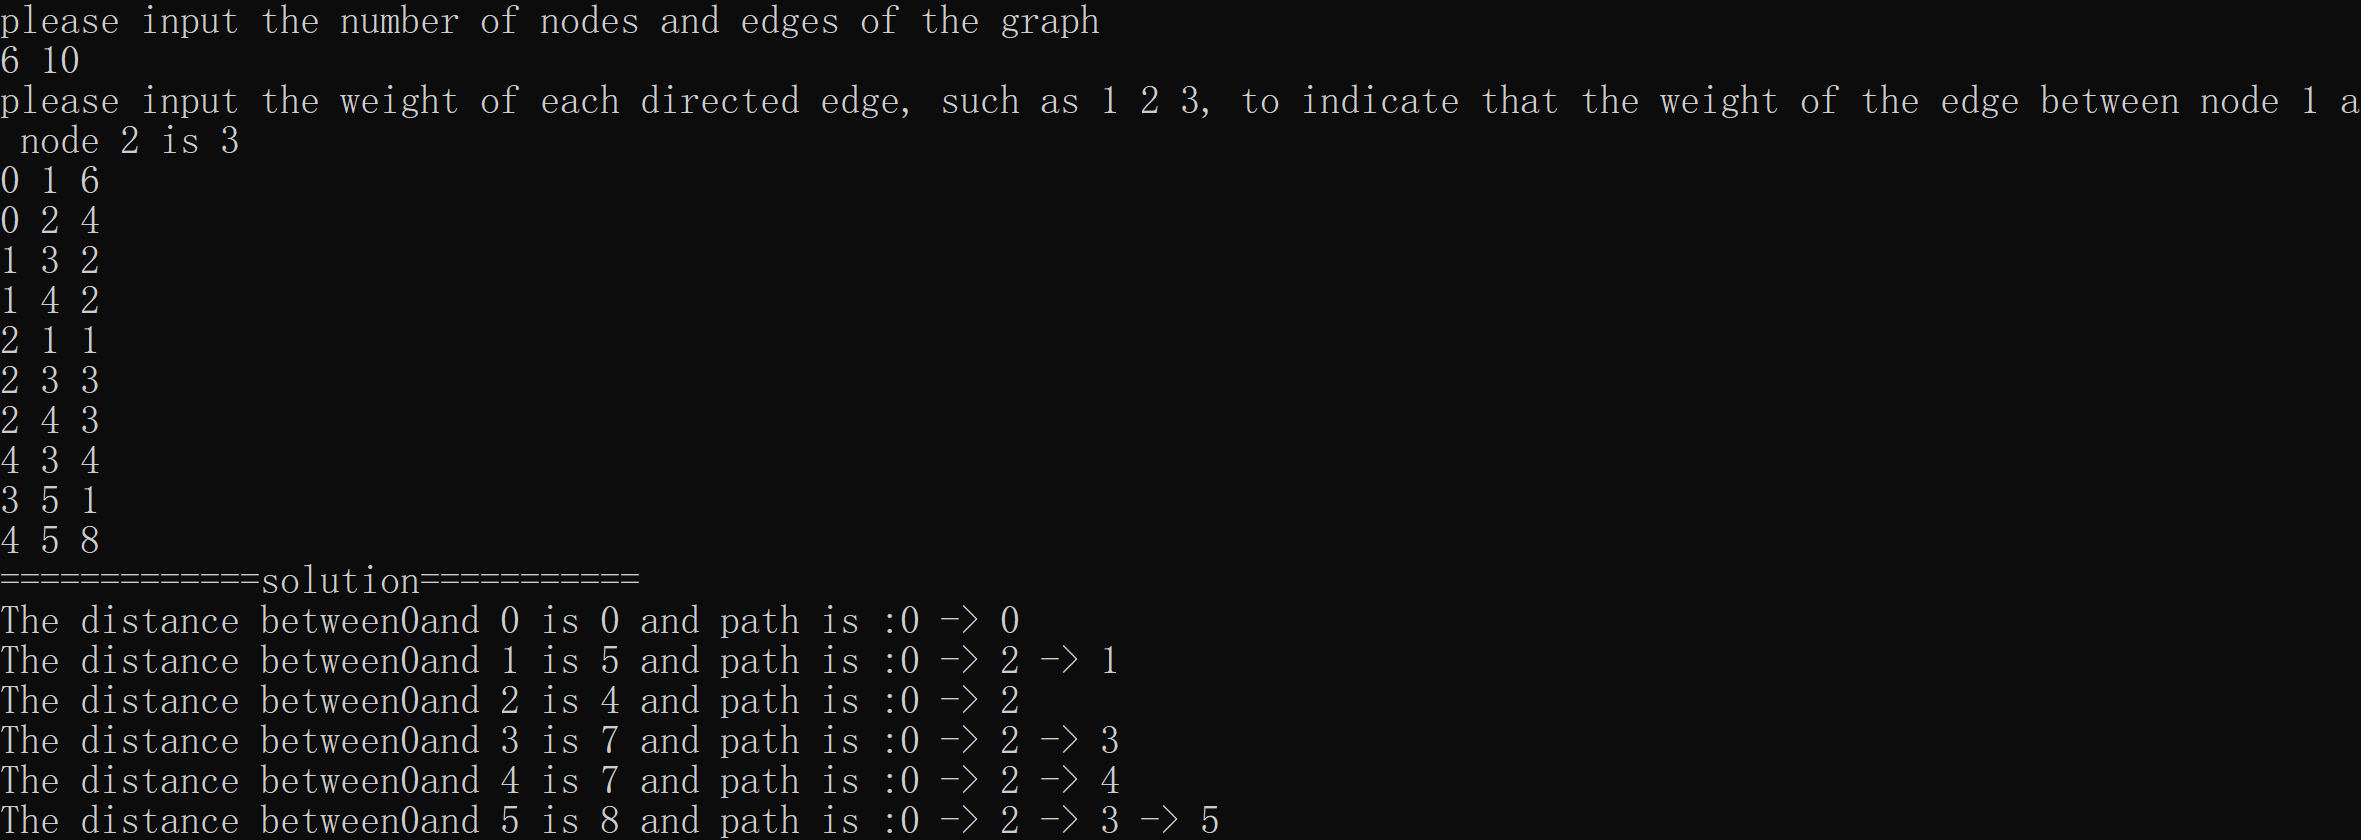 please input the number of nodes and edges of the graph
6 10
please input the weight of each directed edge, such as 1 2 3, to indicate that the weight of the edge between node 1 a
node 2 is 3
0 1 6
0 2 4
1 3 2
1 4 2
2 1 1
2 3 3
2 4 3
4 3 4
3 5 1
4 5 8
=============solution===========
The distance between0and 0 is 0 and path is :0 -> 0
The distance between0and 1 is 5 and path is :0 -> 2 -> 1
The distance between0and 2 is 4 and path is :0 -> 2
The distance between0and 3 is 7 and path is :0 -> 2 -> 3
The distance between0and 4 is 7 and path is :0 -> 2 -> 4
The distance between0and 5 is 8 and path is :0 -> 2 -> 3 -> 5